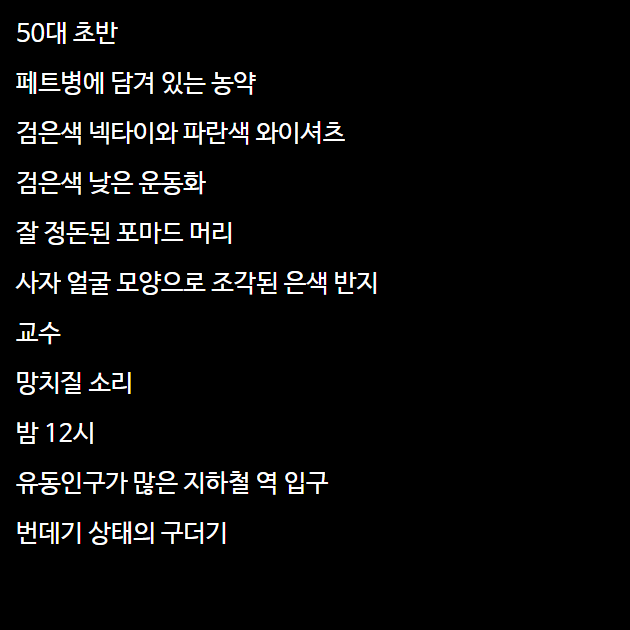 50대 초반
페트병에 담겨 있는 농약
검은색 넥타이와 파란색 와이셔츠
검은색 낮은 운동화
잘 정돈된 포마드 머리
사자 얼굴 모양으로 조각된 은색 반지
교수
망치질 소리
밤 12시
유동인구가 많은 지하철 역 입구
번데기 상태의 구더기